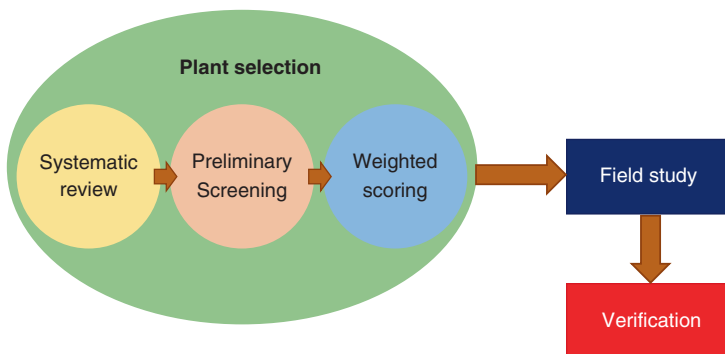 Plant selection
Systematic
review
Preliminary
Screening
Weighted
scoring
Field study
Verification